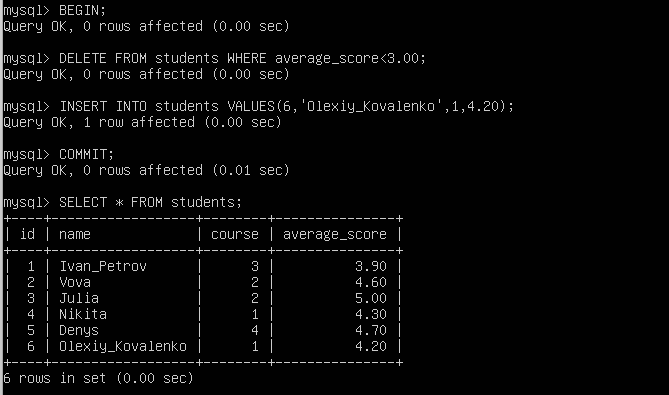 mysql> BEGIN;
Query OK, 0 rows affected (0.00 sec)
mysql> DELETE FROM students WHERE average_score<3.00;
Query OK, 0 rows affected (0.00 sec)
mysql> INSERT INTO students VALUES(6,'Olexiy_Kovalenko',1,4.20);
Query OK, 1 row affected (0.00 sec)
mysql> COMMIT;
Query OK, 0 rows affected (0.01 sec)
mysql> SELECT * FROM students;
+----+------------------+--------+---------------+
| id | name             | course | average_score |
+----+------------------+--------+---------------+
|  1 | Ivan_Petrov      |      3 |          3.90 |
|  2 | Vova             |      2 |          4.60 |
|  3 | Julia            |      2 |          5.00 |
|  4 | Nikita           |      1 |          4.30 |
|  5 | Denys            |      4 |          4.70 |
|  6 | Olexiy_Kovalenko |      1 |          4.20 |
+----+------------------+--------+---------------+
6 rows in set (0.00 sec)